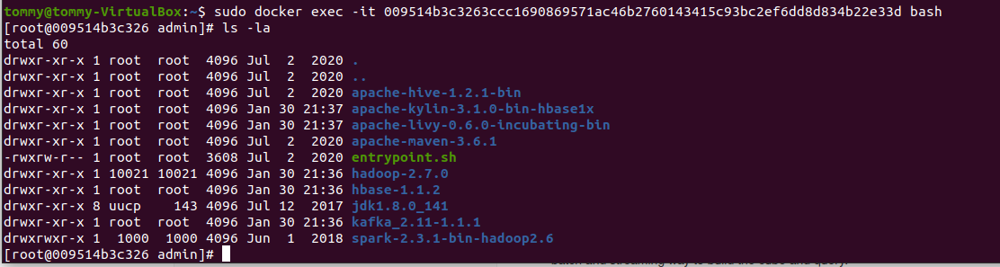 tommy@tommy-VirtualBox:~$ sudo docker exec -it 009514b3c3263ccc1690869571ac46b2760143415c93bc2ef6dd8d834b22e33d bash
[root@009514b3c326 admin]# ls -la
total 60
drwxr-xr-x 1 root  root  4096 Jul  2  2020 .
drwxr-xr-x 1 root  root  4096 Jul  2  2020 ..
drwxr-xr-x 1 root  root  4096 Jul  2  2020 apache-hive-1.2.1-bin
drwxr-xr-x 1 root  root  4096 Jan 30 21:37 apache-kylin-3.1.0-bin-hbase1x
drwxr-xr-x 1 root  root  4096 Jan 30 21:37 apache-livy-0.6.0-incubating-bin
drwxr-xr-x 1 root  root  4096 Jul  2  2020 apache-maven-3.6.1
-rwxrw-r-- 1 root  root  3608 Jul  2  2020 entrypoint.sh
drwxr-xr-x 1 10021 10021 4096 Jan 30 21:36 hadoop-2.7.0
drwxr-xr-x 1 root  root  4096 Jan 30 21:36 hbase-1.1.2
drwxr-xr-x 8 uucp    143 4096 Jul 12  2017 jdk1.8.0_141
drwxr-xr-x 1 root  root  4096 Jan 30 21:36 kafka_2.11-1.1.1
drwxrwxr-x 1  1000  1000 4096 Jun  1  2018 spark-2.3.1-bin-hadoop2.6
[root@009514b3c326 admin]#